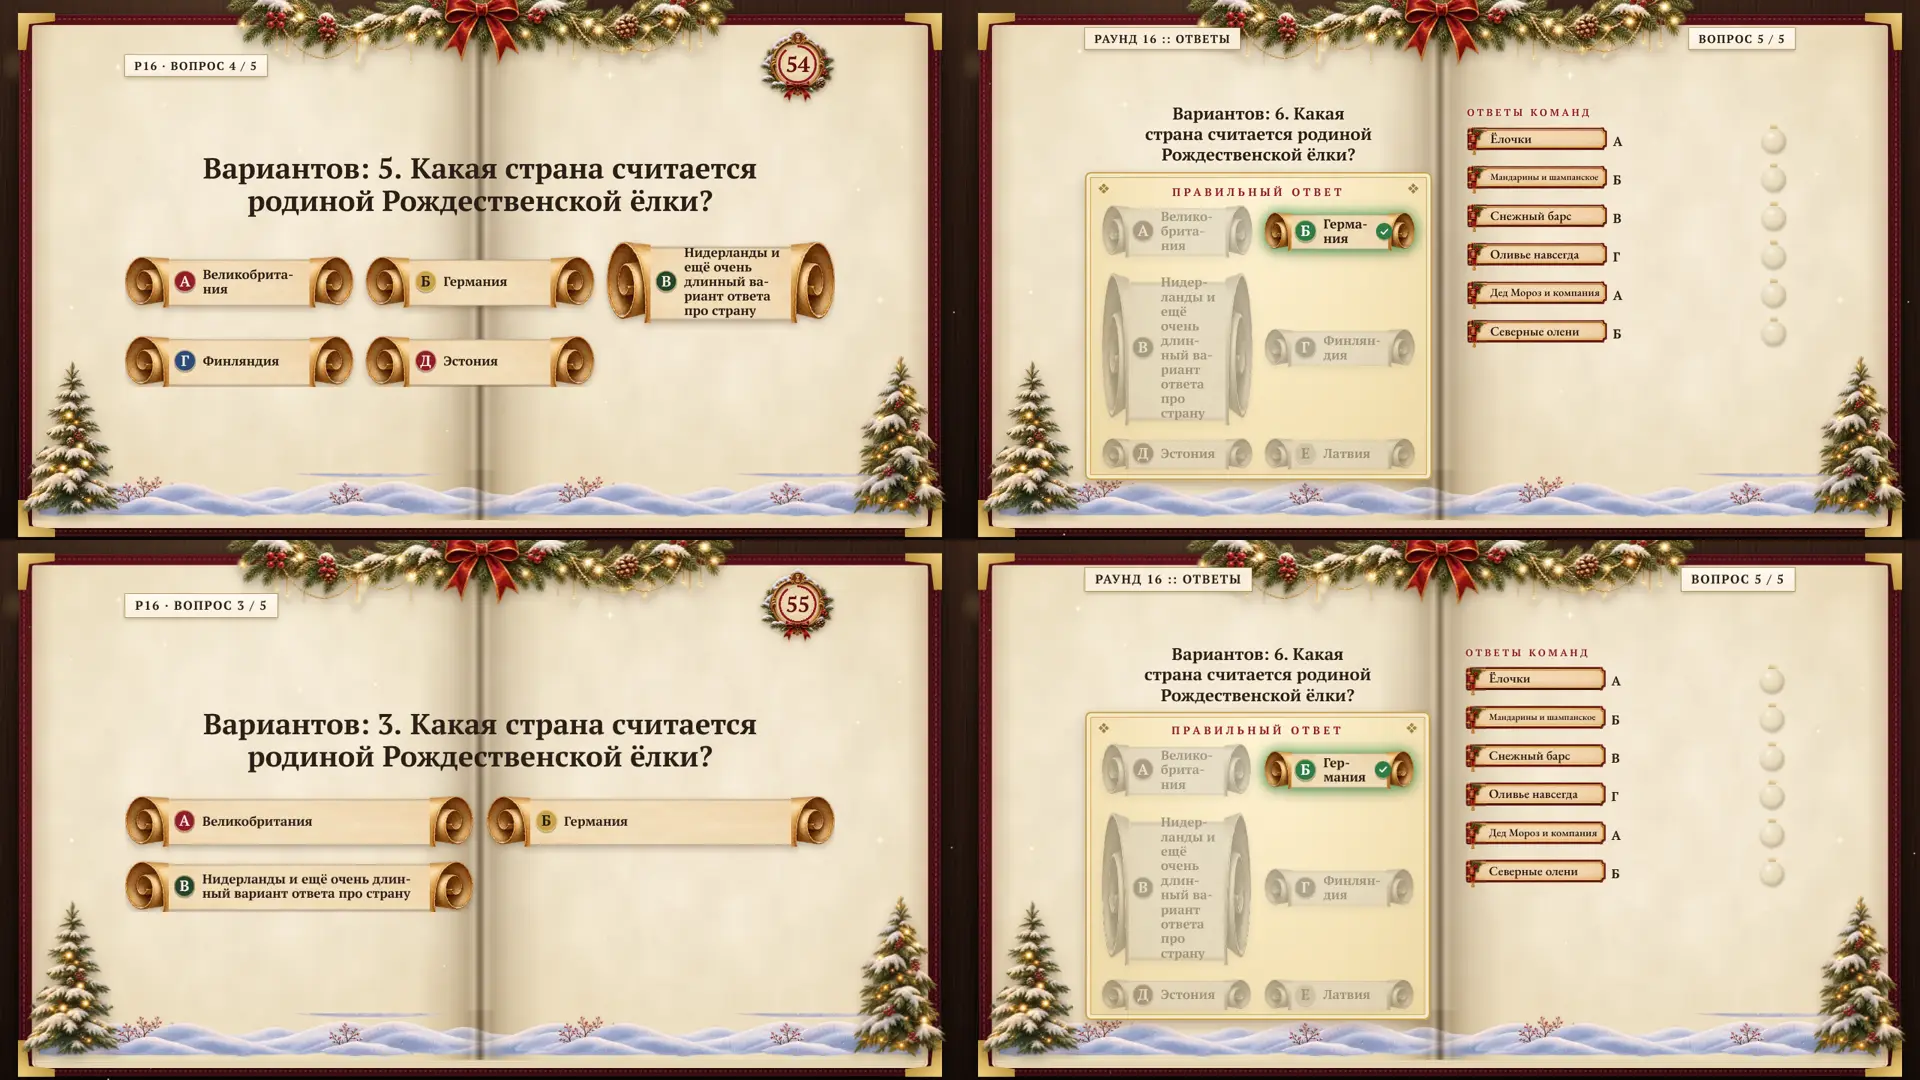 Р16 · ВОПРОС 4 / 5
54
Вариантов: 5. Какая страна считается
родиной Рождественской ёлки?
А
Великобрита-
ния
Б
Германия
В
Нидерланды и
ещё очень
длинный ва-
риант ответа
про страну
Г
Финляндия
Д
Эстония
РАУНД 16 :: ОТВЕТЫ
ВОПРОС 5 / 5
Вариантов: 6. Какая
страна считается родиной
Рождественской ёлки?
ПРАВИЛЬНЫЙ ОТВЕТ
А
Велико-
брита-
ния
Б
Герма-
ния
В
Нидер-
ланды и
ещё
очень
длин-
ный ва-
риант
ответа
про
страну
Г
Финлян-
дия
Д
Эстония
Е
Латвия
ОТВЕТЫ КОМАНД
Ёлочки А
Мандарины и шампанское Б
Снежный барс В
Оливье навсегда Г
Дед Мороз и компания А
Северные олени Б
Р16 · ВОПРОС 3 / 5
55
Вариантов: 3. Какая страна считается
родиной Рождественской ёлки?
А
Великобритания
Б
Германия
В
Нидерланды и ещё очень длин-
ный вариант ответа про страну
РАУНД 16 :: ОТВЕТЫ
ВОПРОС 5 / 5
Вариантов: 6. Какая
страна считается родиной
Рождественской ёлки?
ПРАВИЛЬНЫЙ ОТВЕТ
А
Велико-
брита-
ния
Б
Гер-
мания
В
Нидер-
ланды и
ещё
очень
длин-
ный ва-
риант
ответа
про
страну
Г
Финлян-
дия
Д
Эстония
Е
Латвия
ОТВЕТЫ КОМАНД
Ёлочки А
Мандарины и шампанское Б
Снежный барс В
Оливье навсегда Г
Дед Мороз и компания А
Северные олени Б